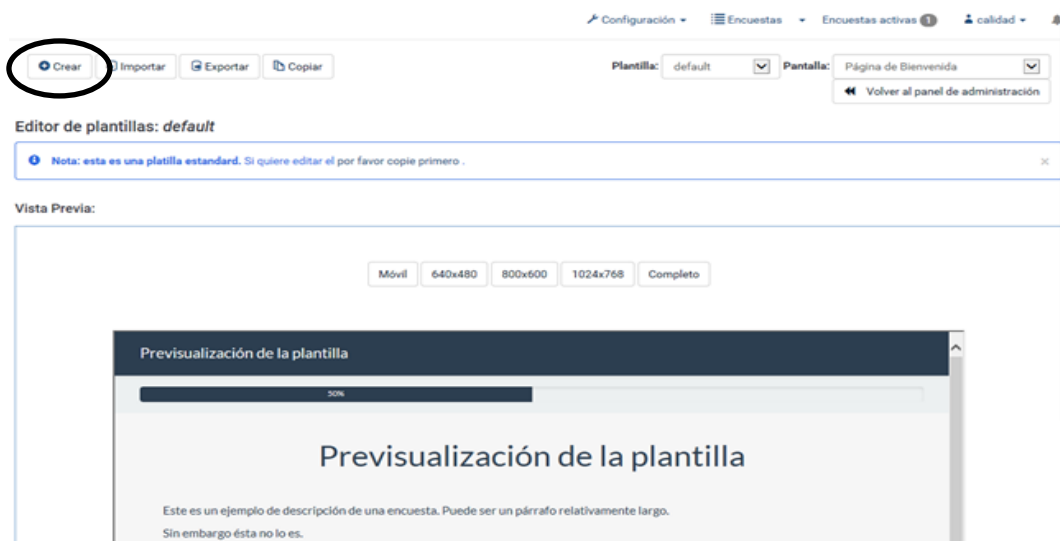 Configuración Encuestas Encuestas activas 1 calidad
Crear Importar Exportar Copiar Plantilla: default Pantalla: Página de Bienvenida
Volver al panel de administración
Editor de plantillas: default
Nota: esta es una platilla estandard. Si quiere editar el por favor copie primero .
Vista Previa:
Móvil 640x480 800x600 1024x768 Completo
Previsualización de la plantilla
50%
Previsualización de la plantilla
Este es un ejemplo de descripción de una encuesta. Puede ser un párrafo relativamente largo.
Sin embargo ésta no lo es.